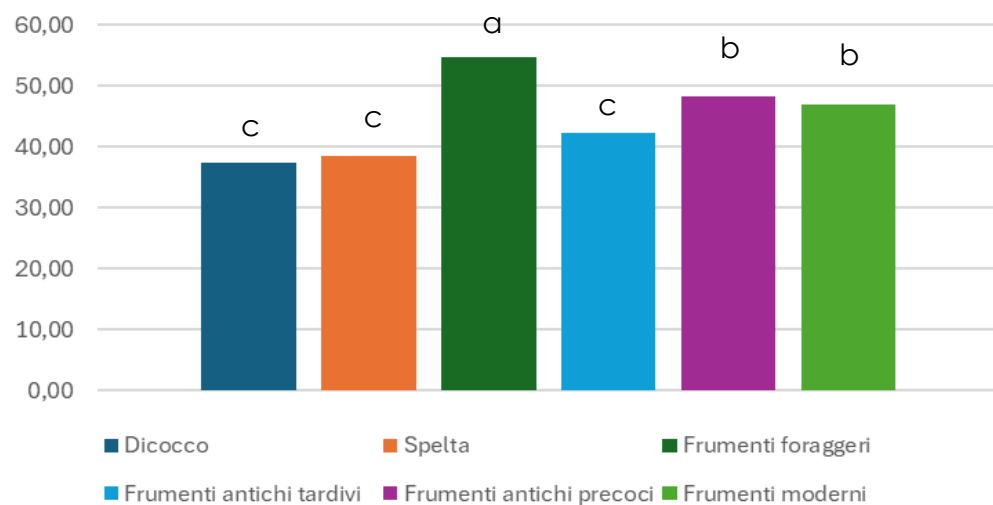 60,00
a
b
b
50,00
c
c
c
40,00
30,00
20,00
10,00
0,00
Dicocco Spelta Frumenti foraggeri
Frumenti antichi tardivi Frumenti antichi precoci Frumenti moderni